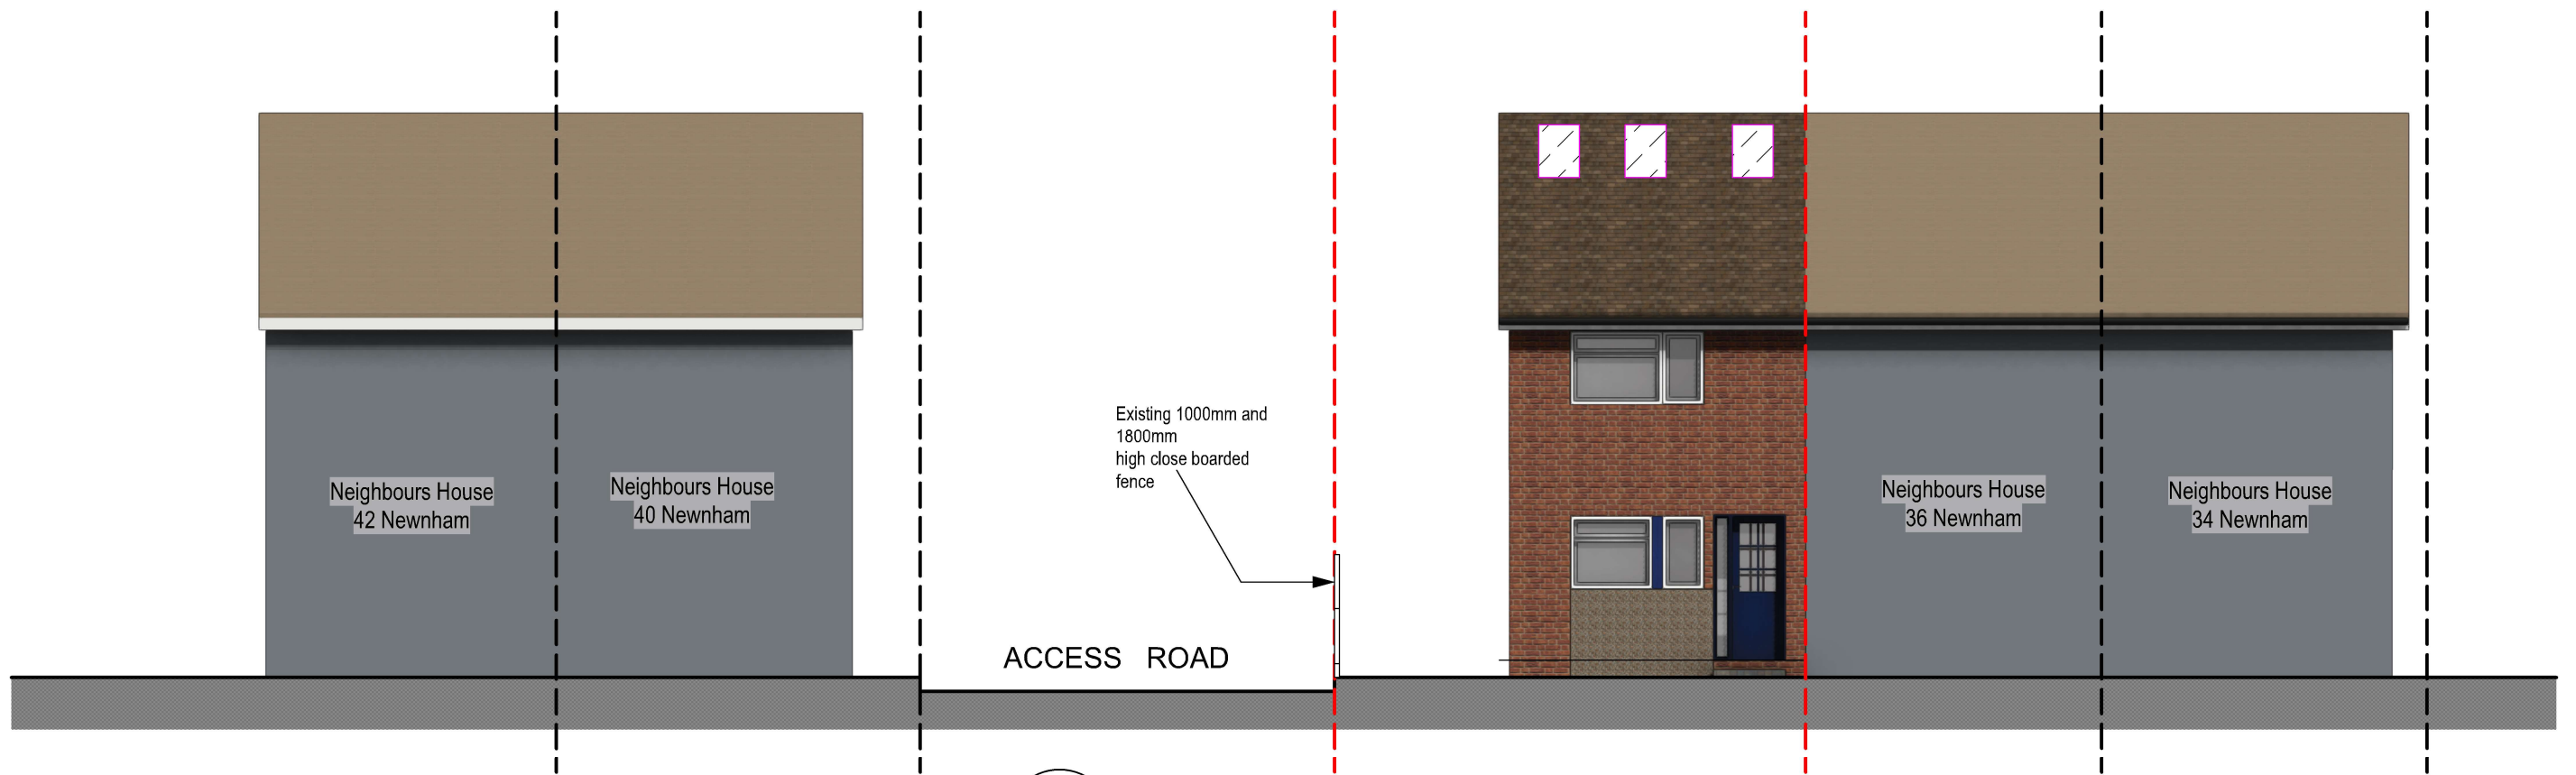 Existing 1000mm and
1800mm
high close boarded
fence
Neighbours House
42 Newnham
Neighbours House
40 Newnham
Neighbours House
36 Newnham
Neighbours House
34 Newnham
ACCESS ROAD